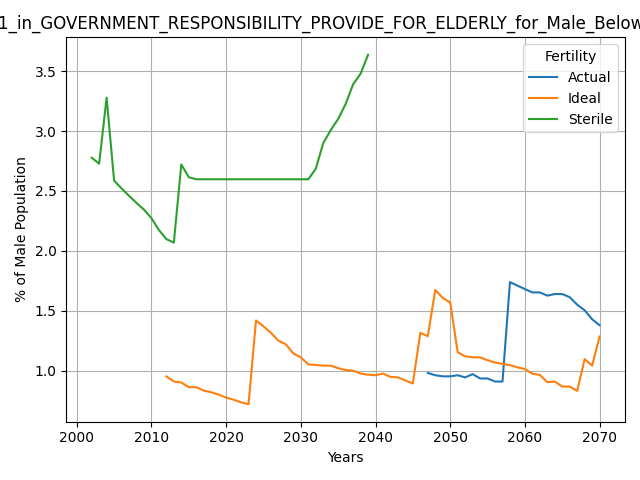 1_in_GOVERNMENT_RESPONSIBILITY_PROVIDE_FOR_ELDERLY_for_Male_Below
Fertility
Actual
Ideal
Sterile
3.5
3.0
2.5
2.0
1.5
1.0
% of Male Population
2000 2010 2020 2030 2040 2050 2060 2070
Years